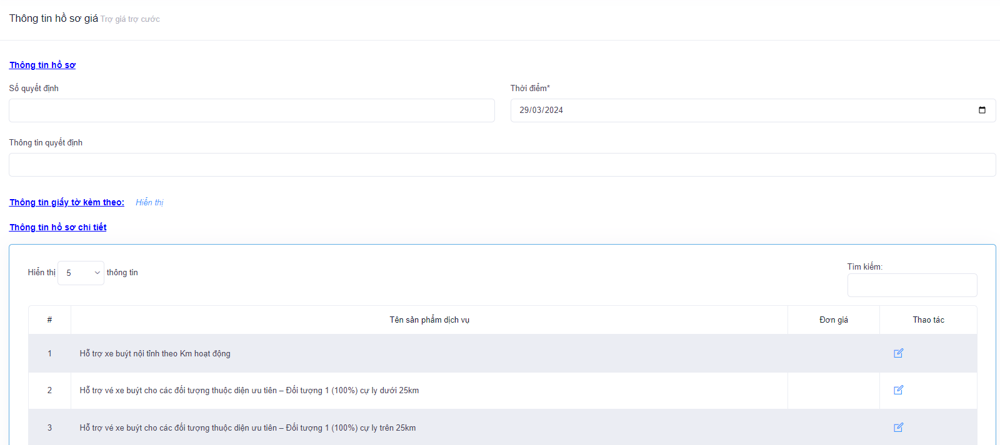 Thông tin hồ sơ giá Trợ giá trợ cước
Thông tin hồ sơ
Số quyết định
Thời điểm*
29/03/2024
Thông tin quyết định
Thông tin giấy tờ kèm theo: Hiển thị
Thông tin hồ sơ chi tiết
Hiển thị 5 thông tin
Tìm kiếm:
# Tên sản phẩm dịch vụ Đơn giá Thao tác
1 Hỗ trợ xe buýt nội tỉnh theo Km hoạt động
2 Hỗ trợ vé xe buýt cho các đối tượng thuộc diện ưu tiên – Đối tượng 1 (100%) cự ly dưới 25km
3 Hỗ trợ vé xe buýt cho các đối tượng thuộc diện ưu tiên – Đối tượng 1 (100%) cự ly trên 25km